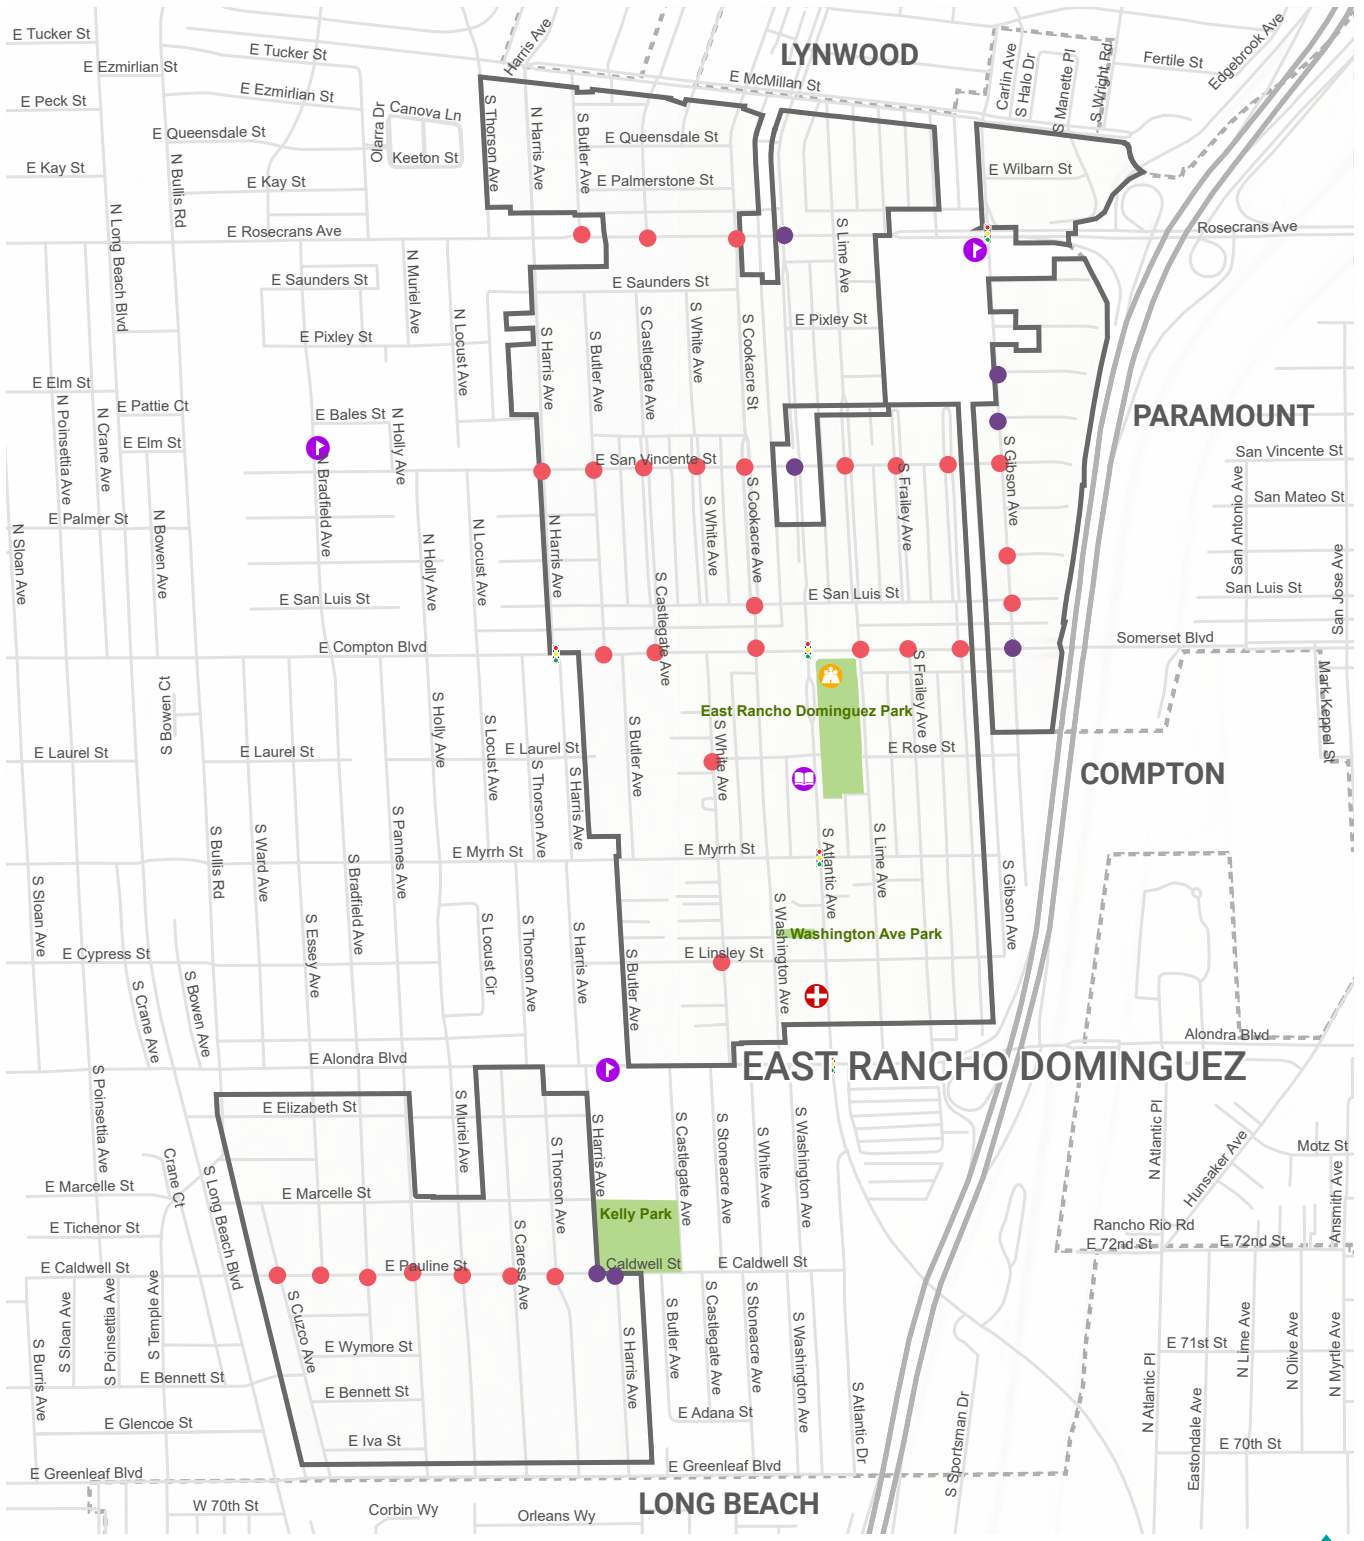 E Tucker St
LYNWOOD
E Tucker St
Harris Ave
Carlin Ave
S Halo Dr
S Manette Pl
S Wright Rd
Fertile St
Edgebrook Ave
E Ezmirlian St
E McMillan St
E Ezmirlian St
E Peck St
Canova Ln
Olanda Dr
S Thorson Ave
N Harris Ave
S Butler Ave
E Queensdale St
E Queensdale St
Keeton St
E Kay St
N Bullis Rd
E Kay St
E Palmerstone St
E Wilbarn St
N Long Beach Blvd
E Rosecrans Ave
S Lime Ave
Rosecrans Ave
N Muriel Ave
E Saunders St
E Saunders St
N Locust Ave
E Pixley St
S Harris Ave
S Butler Ave
S Castlegate Ave
S White Ave
S Cookacre St
E Pixley St
E Elm St
N Poinsettia Ave
N Crane Ave
E Pattie Ct
E Bales St
N Holly Ave
PARAMOUNT
E Elm St
E San Vincente St
S Gibson Ave
San Vincente St
N Bradfield Ave
S Cookacre Ave
S Frailey Ave
San Antonio Ave
San Mateo St
E Palmer St
N Sloan Ave
N Bowen Ave
N Holly Ave
N Locust Ave
N Harris Ave
S White Ave
San Jose Ave
E San Luis St
S Castlegate Ave
E San Luis St
San Luis St
E Compton Blvd
Somerset Blvd
S Bowen Ct
S Holly Ave
S Frailey Ave
Mark Keppel St
East Rancho Dominguez Park
S Locust Ave
S Butler Ave
S White Ave
E Laurel St
E Laurel St
E Laurel St
E Rose St
S Thorson Ave
S Harris Ave
COMPTON
S Bullis Rd
S Ward Ave
S Bradfield Ave
S Pannes Ave
E Myrrh St
E Myrrh St
S Atlantic Ave
S Lime Ave
S Gibson Ave
S Sloan Ave
S Essey Ave
S Locust Cir
S Thorson Ave
S Harris Ave
S Butler Ave
S Washington Ave
Washington Ave Park
E Cypress St
E Linsley St
S Crane Ave
S Bowen Ave
Alondra Blvd
E Alondra Blvd
EAST RANCHO DOMINGUEZ
S Poinsettia Ave
S Muriel Ave
E Elizabeth St
S Harris Ave
S Castlegate Ave
S Stoneacre Ave
S White Ave
S Washington Ave
N Atlantic Pl
Hunsaker Ave
Motz St
Crane Ct
S Long Beach Blvd
S Thorson Ave
Ansmith Ave
E Marcelle St
E Marcelle St
Kelly Park
E Tichenor St
S Caress Ave
Rancho Rio Rd
E 72nd St
E 72nd St
E Caldwell St
E Pauline St
Caldwell St
E Caldwell St
S Sloan Ave
S Poinsettia Ave
S Temple Ave
S Cuzco Ave
S Butler Ave
S Castlegate Ave
S Stoneacre Ave
S Washington Ave
S Burris Ave
E Wymore St
S Harris Ave
N Atlantic Pl
E 71st St
N Lime Ave
N Olive Ave
N Myrtle Ave
E Bennett St
E Bennett St
S Atlantic Dr
S Sportsman Dr
Eastondale Ave
E Glencoe St
E Adana St
E Iva St
E 70th St
E Greenleaf Blvd
E Greenleaf Blvd
LONG BEACH
W 70th St
Corbin Wy
Orleans Wy